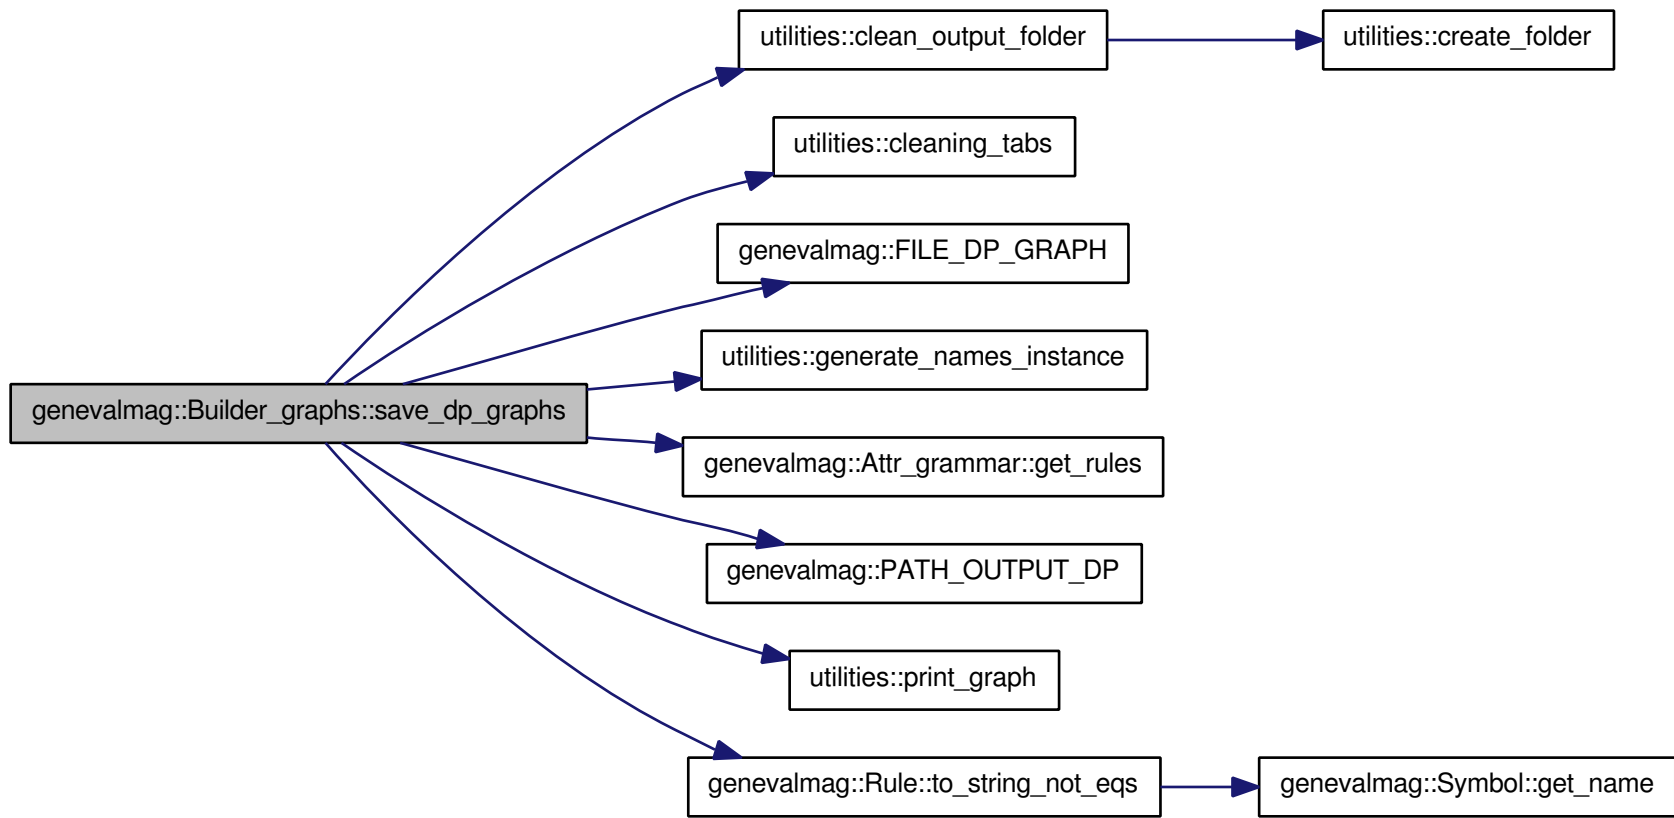 utilities::clean_output_folder
utilities::create_folder
utilities::cleaning_tabs
genevalmag::FILE_DP_GRAPH
utilities::generate_names_instance
genevalmag::Builder_graphs::save_dp_graphs
genevalmag::Attr_grammar::get_rules
genevalmag::PATH_OUTPUT_DP
utilities::print_graph
genevalmag::Rule::to_string_not_eqs
genevalmag::Symbol::get_name